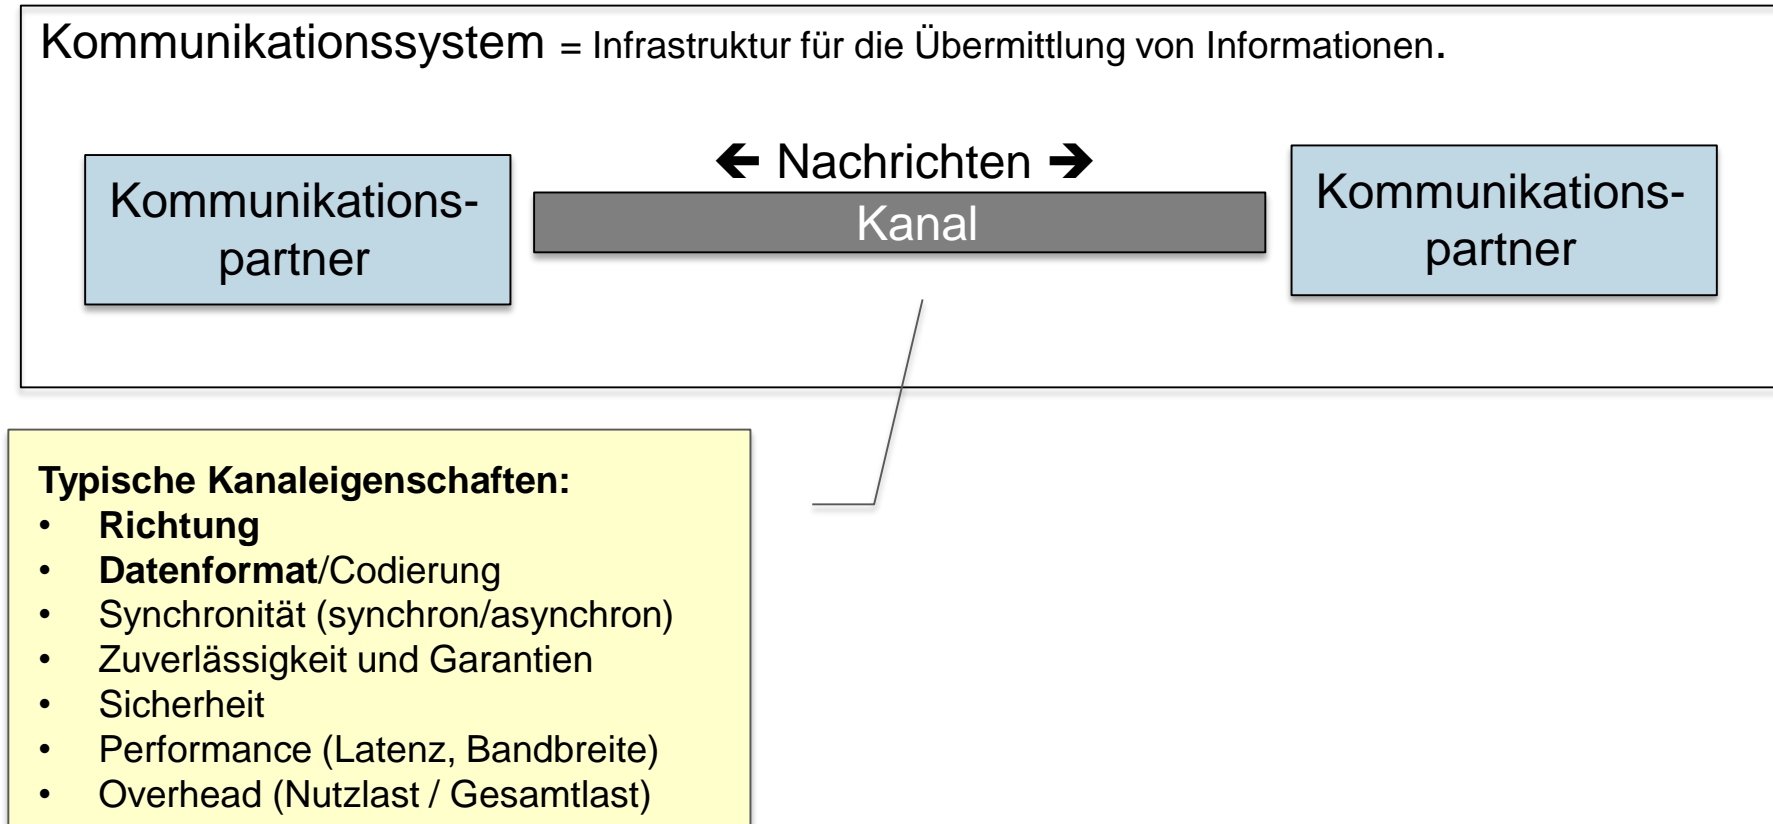 Kommunikationssystem = Infrastruktur für die Übermittlung von Informationen.
🡸 Nachrichten 🡺
Kommunikations-
partner
Kanal
Kommunikations-
partner
Typische Kanaleigenschaften:
• Richtung
• Datenformat/Codierung
• Synchronität (synchron/asynchron)
• Zuverlässigkeit und Garantien
• Sicherheit
• Performance (Latenz, Bandbreite)
• Overhead (Nutzlast / Gesamtlast)